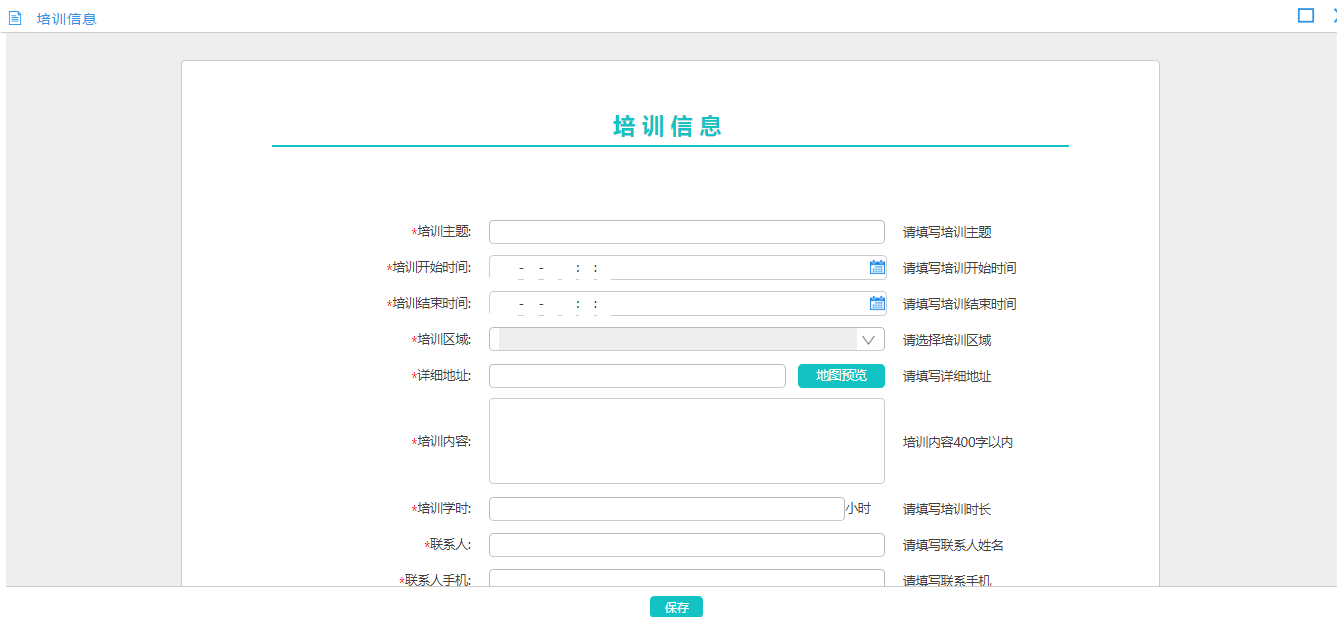 培训信息
培训信息
*培训主题: 请填写培训主题
*培训开始时间: - - : : 请填写培训开始时间
*培训结束时间: - - : : 请填写培训结束时间
*培训区域: 请选择培训区域
*详细地址: 地图预览 请填写详细地址
*培训内容: 培训内容400字以内
*培训学时: 小时 请填写培训时长
*联系人: 请填写联系人姓名
*联系人手机: 请填写联系手机
保存